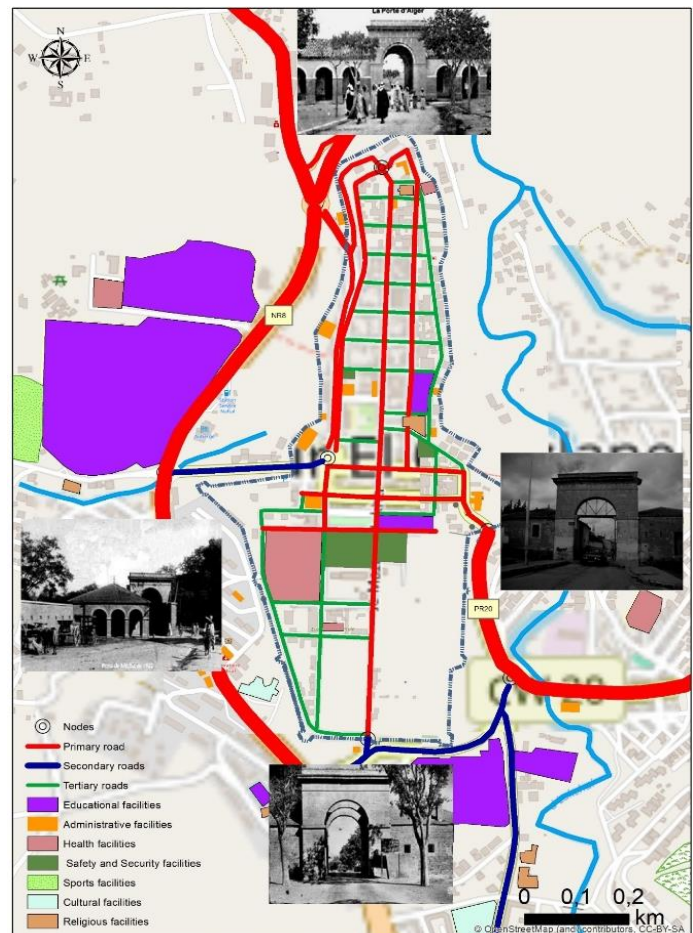 La Porte d'Alger
N
W E
S
NR8
PR20
Nodes
Primary road
Secondary roads
Tertiary roads
Educational facilities
Administrative facilities
Health facilities
Safety and Security facilities
Sports facilities
Cultural facilities
Religious facilities
0 0,1 0,2
km
© OpenStreetMap (and) contributors, CC-BY-SA